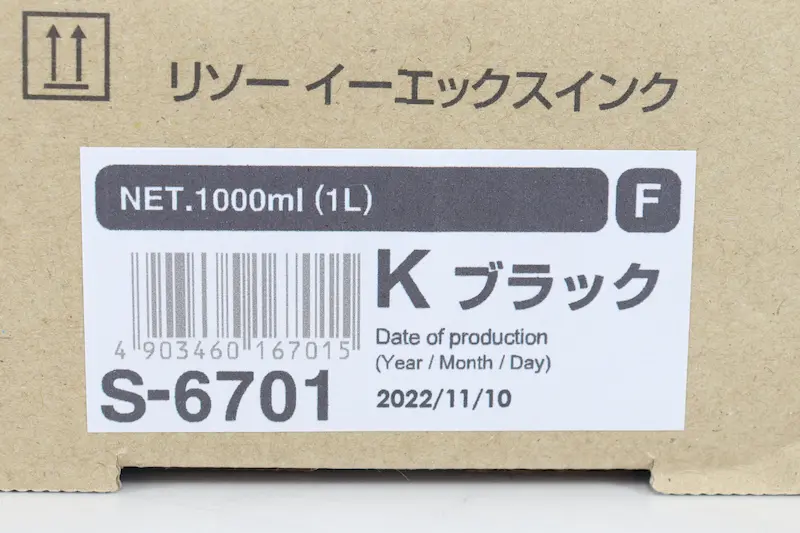 リソー イーエックスインク
NET.1000ml (1L)
F
K ブラック
4 903460 167015
Date of production
(Year / Month / Day)
S-6701
2022/11/10